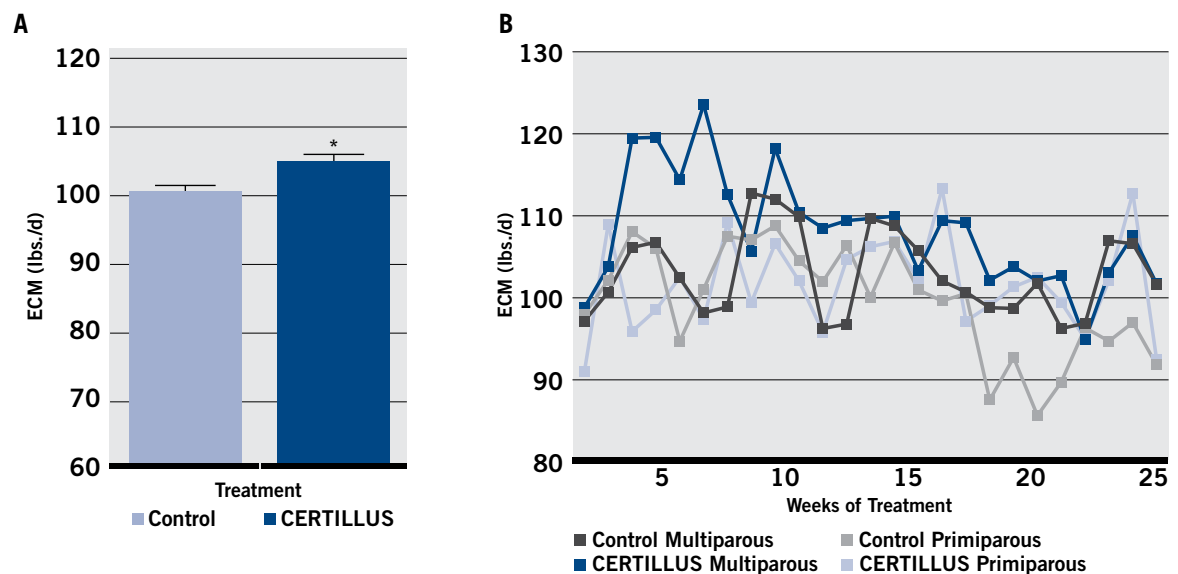 A
120
110
100
90
80
70
60
ECM (lbs./d)
*
Treatment
Control CERTILLUS
B
130
120
110
100
90
80
ECM (lbs./d)
5 10 15 20 25
Weeks of Treatment
Control Multiparous Control Primiparous
CERTILLUS Multiparous CERTILLUS Primiparous